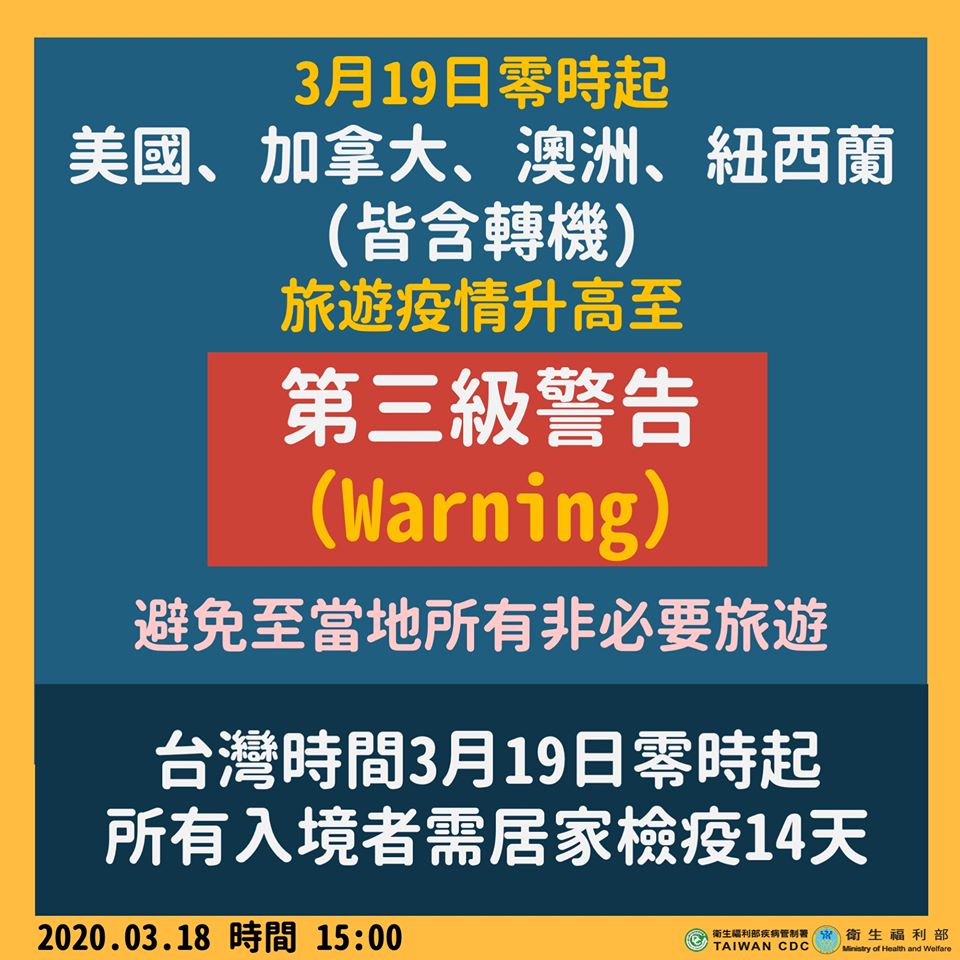 3月19日零時起
美國、加拿大、澳洲、紐西蘭
(皆含轉機)
旅遊疫情升高至
第三級警告
(Warning)
避免至當地所有非必要旅遊
台灣時間3月19日零時起
所有入境者需居家檢疫14天
2020.03.18 時間 15:00
衛生福利部疾病管制署
TAIWAN CDC
衛生福利部
Ministry of Health and Welfare